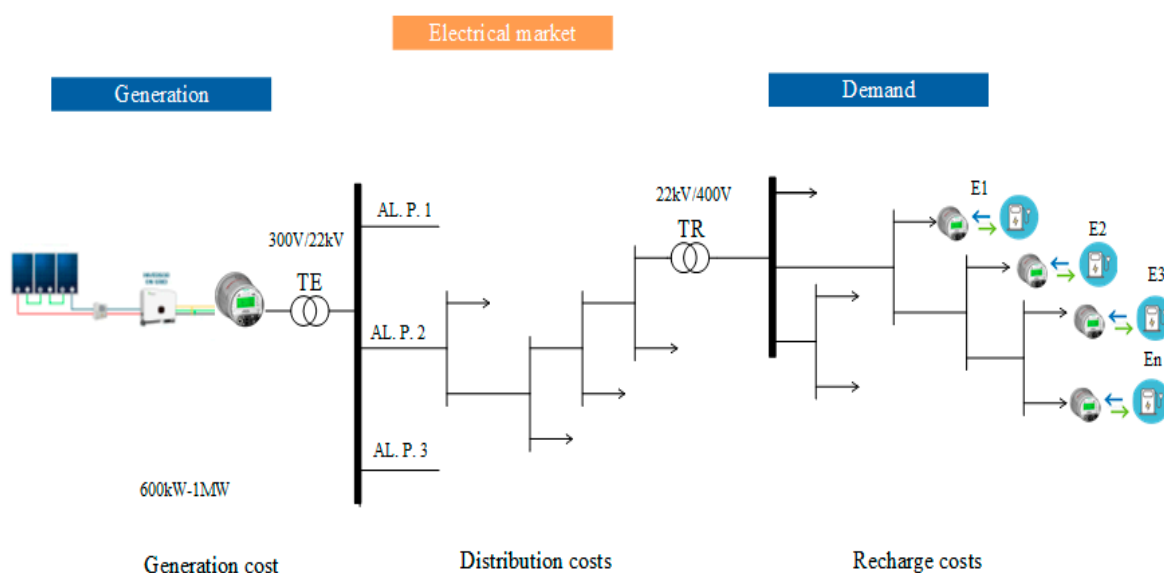 Electrical market
Generation
Demand
22kV/400V
E1
AL. P. 1
TR
E2
300V/22kV
E3
TE
AL. P. 2
En
AL. P. 3
600kW-1MW
Generation cost
Distribution costs
Recharge costs